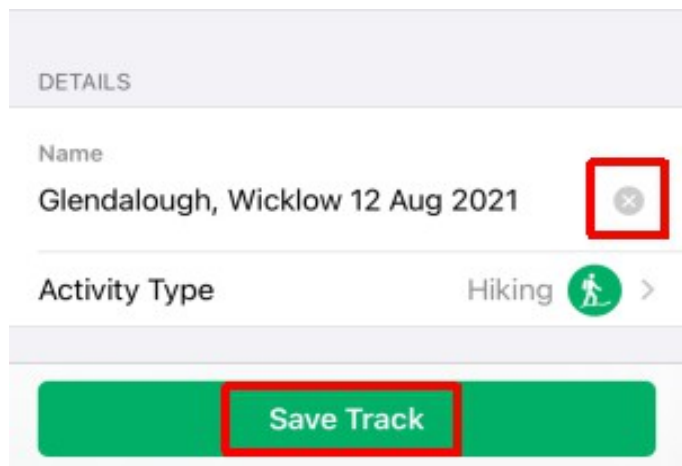 DETAILS
Name
Glendalough, Wicklow 12 Aug 2021
Activity Type Hiking
Save Track